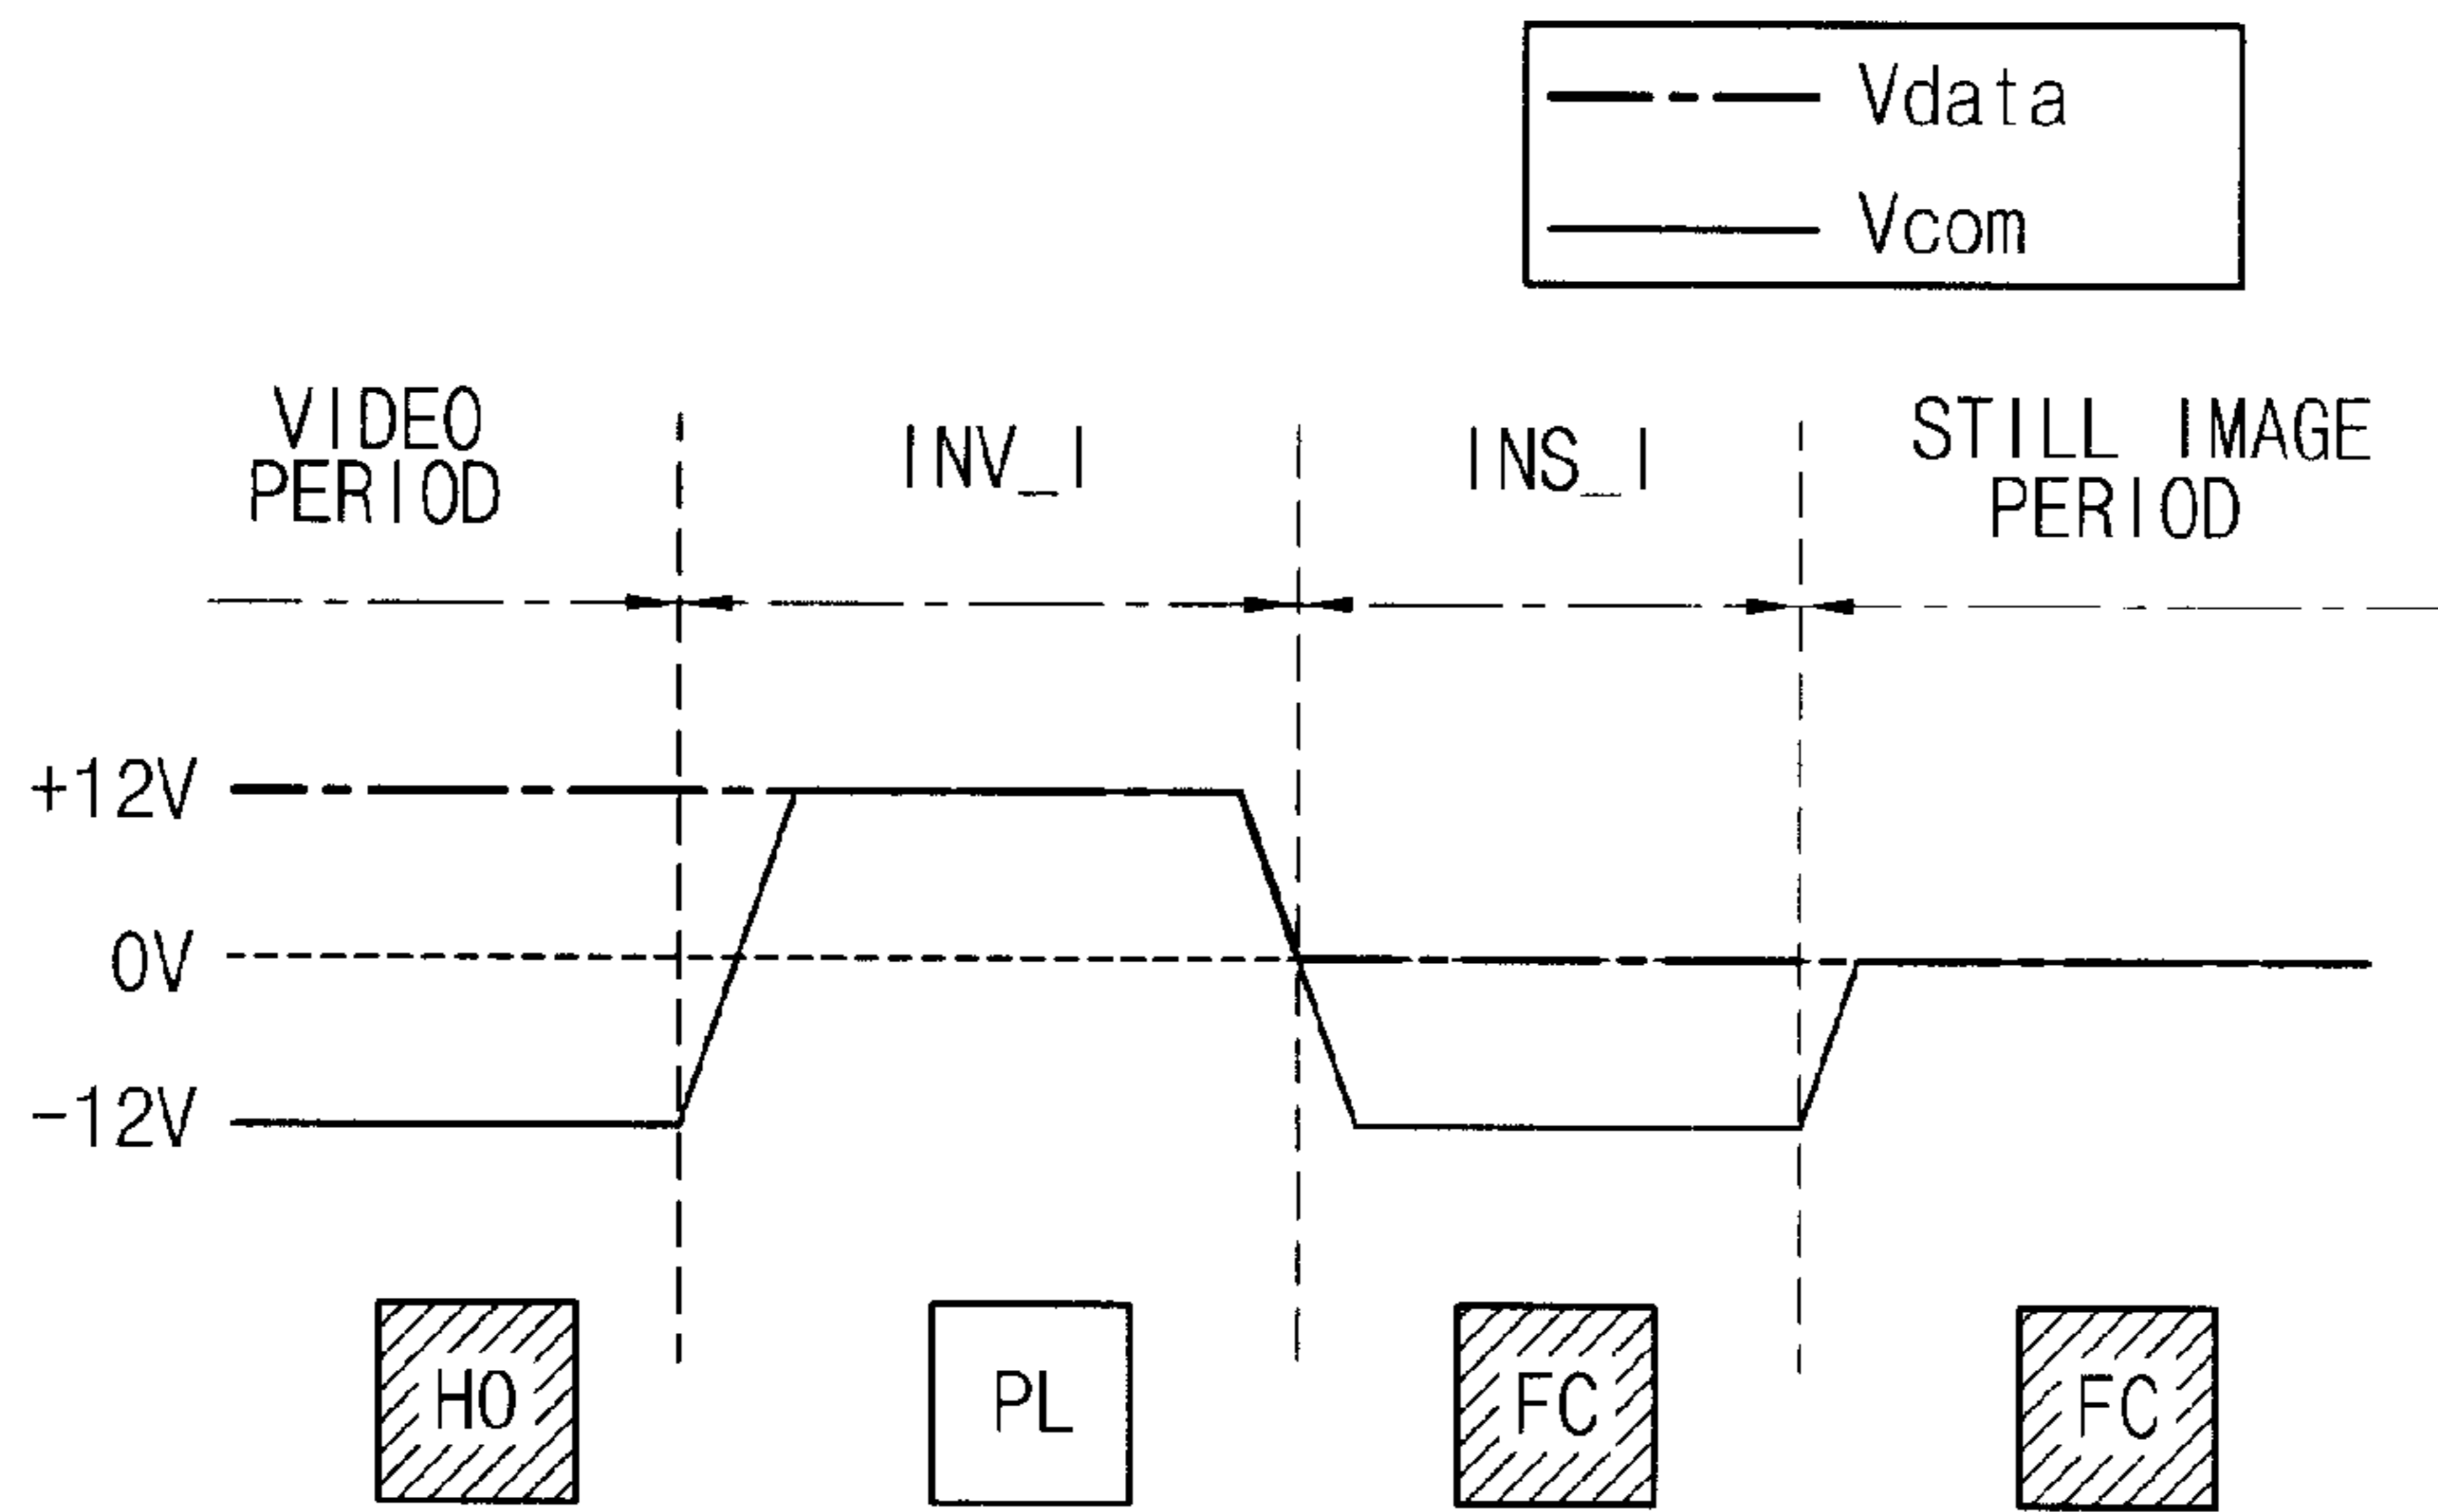 Vdata
Vcom
VIDEO
PERIOD
INV_I
INS_I
STILL IMAGE
PERIOD
+12V
0V
-12V
HO
PL
FC
FC